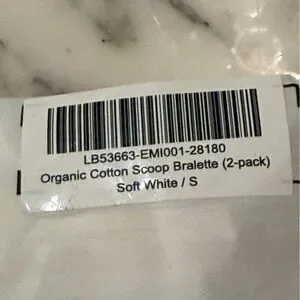 LB53663-EMI001-28180
Organic Cotton Scoop Bralette (2-pack)
Soft White / S